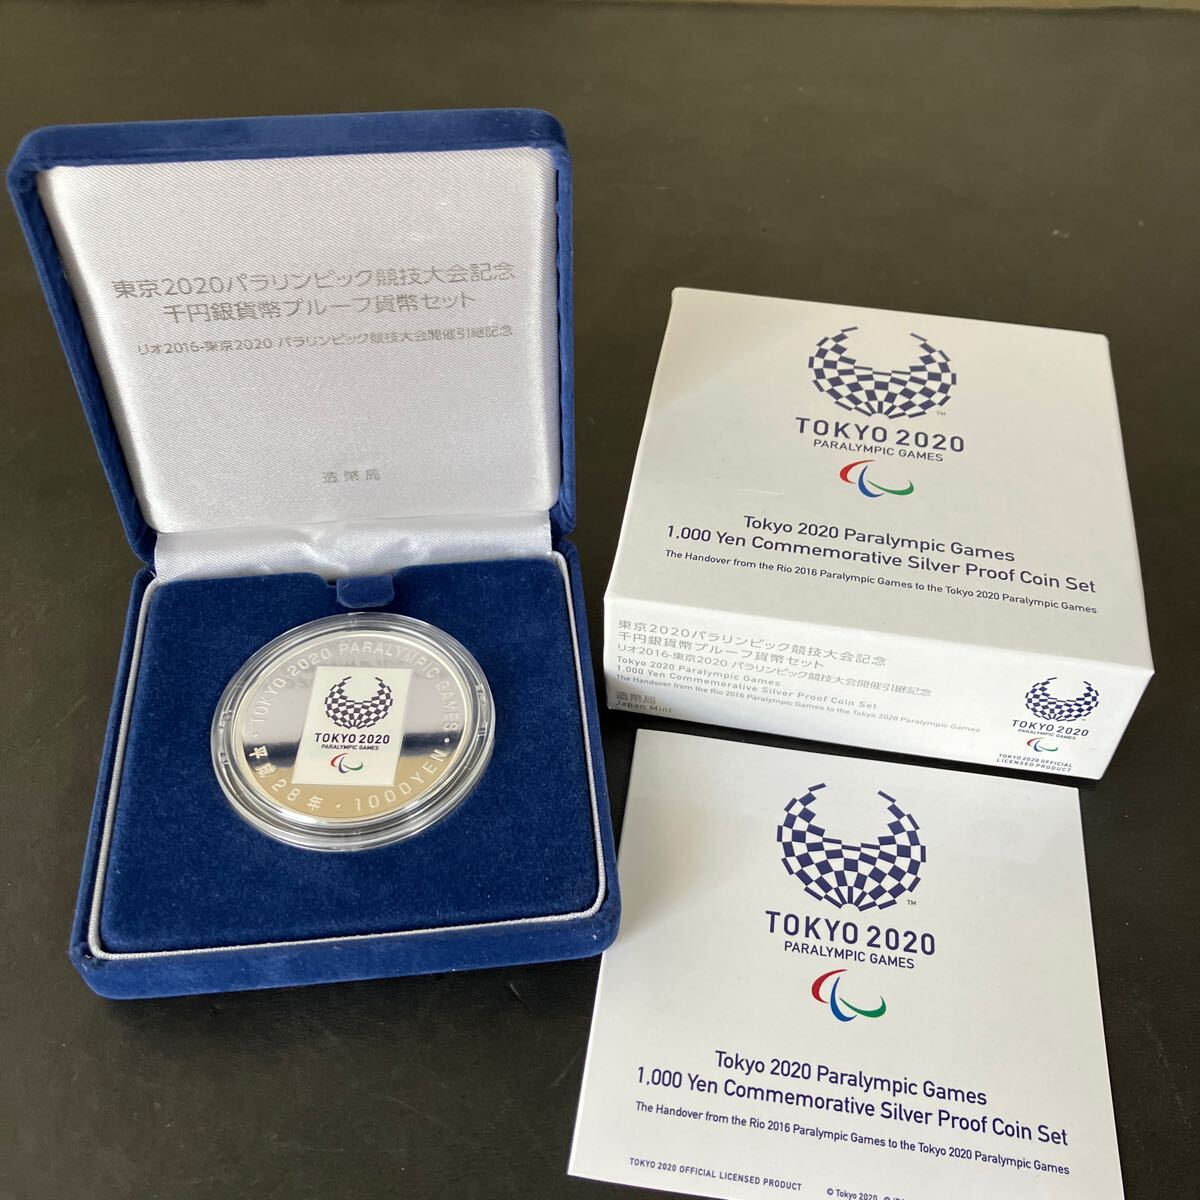 東京2020パラリンピック競技大会記念
千円銀貨幣プルーフ貨幣セット
リオ2016-東京2020 パラリンピック競技大会開催引継記念
造幣局
・TOKYO 2020 PARALYMPIC GAMES・
TOKYO 2020
PARALYMPIC GAMES
平成28年・1000YEN
TM
TOKYO 2020
PARALYMPIC GAMES
Tokyo 2020 Paralympic Games
1,000 Yen Commemorative Silver Proof Coin Set
The Handover from the Rio 2016 Paralympic Games to the Tokyo 2020 Paralympic Games
東京2020パラリンピック競技大会記念
千円銀貨幣プルーフ貨幣セット
リオ2016-東京2020 パラリンピック競技大会開催引継記念
Tokyo 2020 Paralympic Games
1,000 Yen Commemorative Silver Proof Coin Set
The Handover from the Rio 2016 Paralympic Games to the Tokyo 2020 Paralympic Games
造幣局
Japan Mint
TOKYO 2020
PARALYMPIC GAMES
TOKYO 2020 OFFICIAL
LICENSED PRODUCT
TM
TOKYO 2020
PARALYMPIC GAMES
Tokyo 2020 Paralympic Games
1,000 Yen Commemorative Silver Proof Coin Set
The Handover from the Rio 2016 Paralympic Games to the Tokyo 2020 Paralympic Games
TOKYO 2020 OFFICIAL LICENSED PRODUCT
© Tokyo 2020